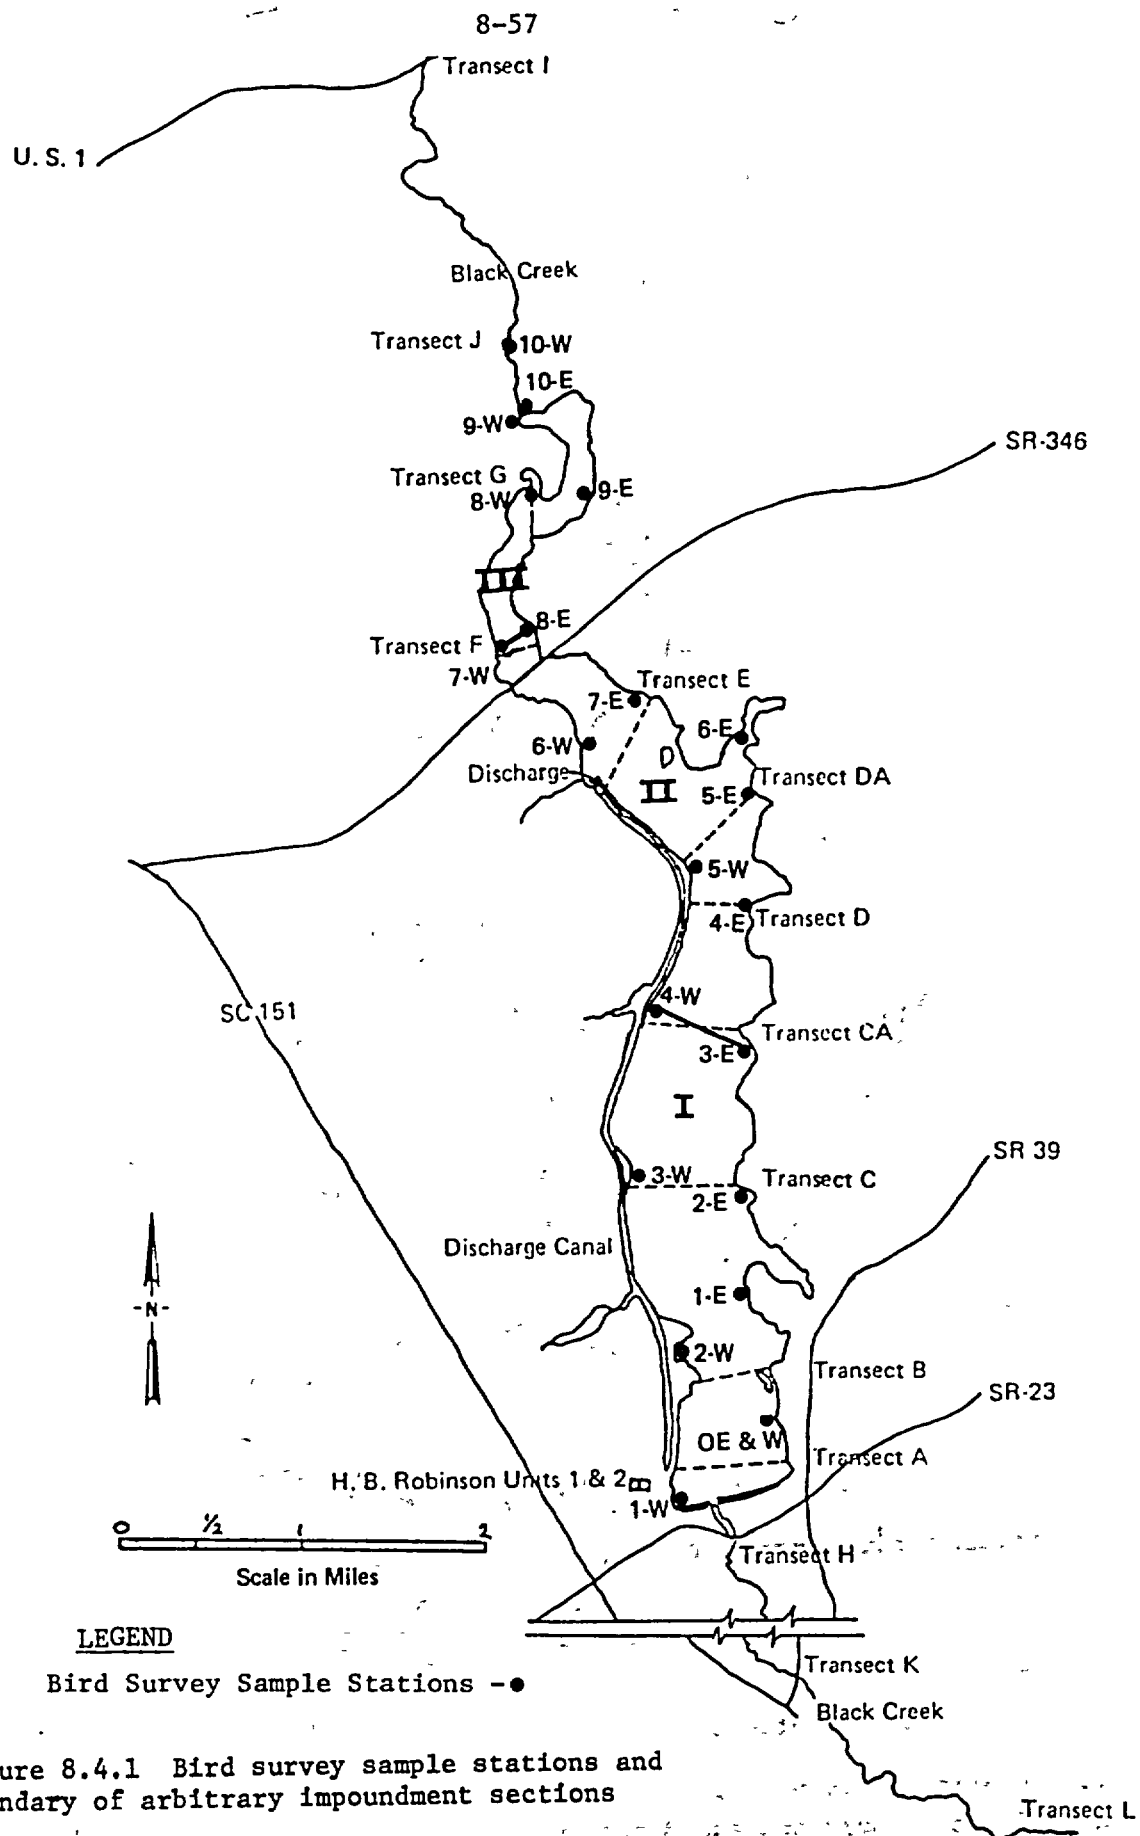 8-57
Transect I
U. S. 1
Black Creek
Transect J
10-W
10-E
9-W
SR-346
Transect G
8-W
9-E
III
8-E
Transect F
7-W
Transect E
7-E
6-E
6-W
D
Discharge
II
Transect DA
5-E
5-W
4-E
Transect D
4-W
SC 151
Transect CA
3-E
I
SR 39
3-W
Transect C
2-E
Discharge Canal
1-E
-N-
2-W
Transect B
SR-23
OE & W
Transect A
H. B. Robinson Units 1 & 2
1-W
0 ½ 1 2
Scale in Miles
Transect H
LEGEND
Bird Survey Sample Stations -
Transect K
Black Creek
ure 8.4.1 Bird survey sample stations and
ndary of arbitrary impoundment sections
Transect L